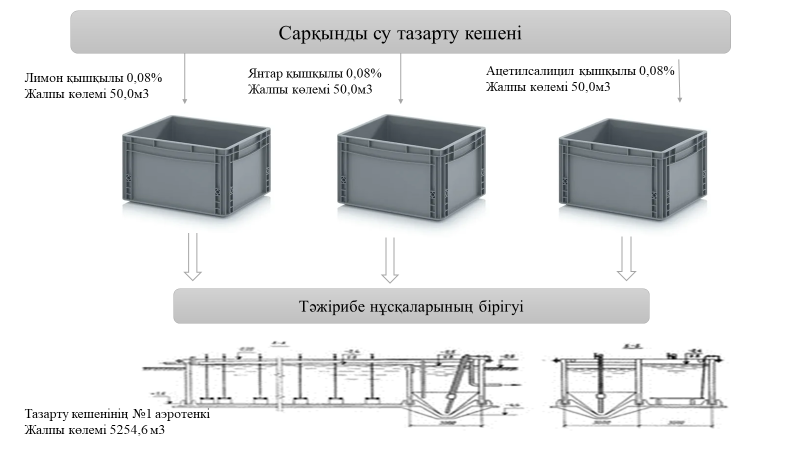 Сарқынды су тазарту кешені
Лимон қышқылы 0,08%
Жалпы көлемі 50,0м3
Янтар қышқылы 0,08%
Жалпы көлемі 50,0м3
Ацетилсалицил қышқылы 0,08%
Жалпы көлемі 50,0м3
Тәжірибе нұсқаларының бірігуі
Тазарту кешенінің №1 аэротенкі
Жалпы көлемі 5254,6 м3